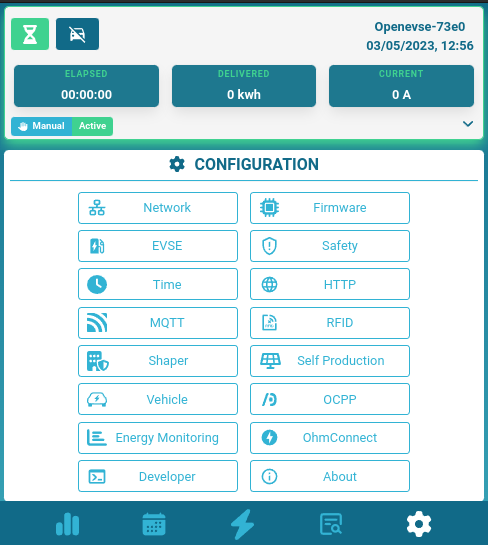 Openevse-73e0
03/05/2023, 12:56
ELAPSED
00:00:00
DELIVERED
0 kwh
CURRENT
0 A
Manual
Active
CONFIGURATION
Network
Firmware
EVSE
Safety
Time
HTTP
MQTT
RFID
Shaper
Self Production
Vehicle
OCPP
Energy Monitoring
OhmConnect
Developer
About